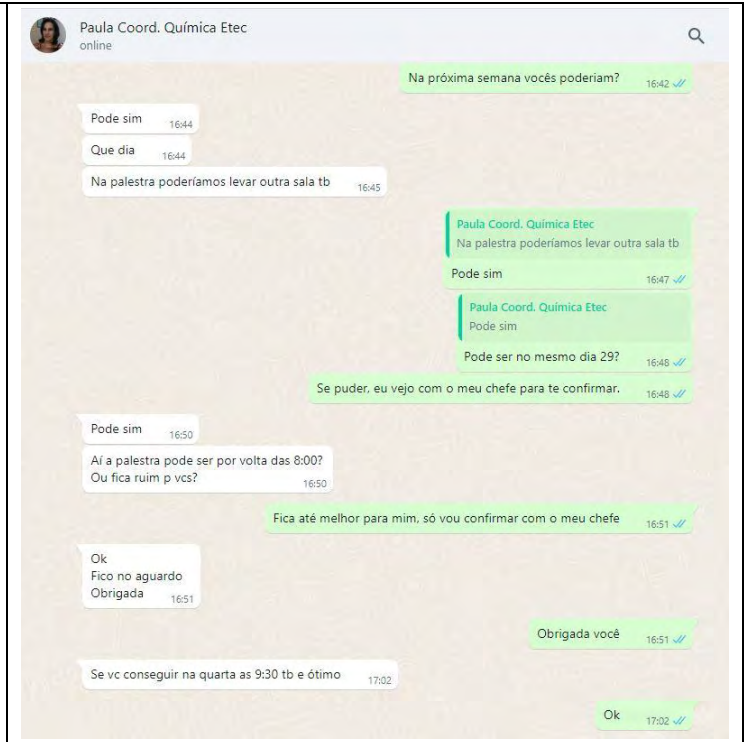 Paula Coord. Química Etec
online
Na próxima semana vocês poderiam? 16:42
Pode sim 16:44
Que dia 16:44
Na palestra poderíamos levar outra sala tb 16:45
Paula Coord. Química Etec
Na palestra poderíamos levar outra sala tb
Pode sim 16:47
Paula Coord. Química Etec
Pode sim
Pode ser no mesmo dia 29? 16:48
Se puder, eu vejo com o meu chefe para te confirmar. 16:48
Pode sim 16:50
Aí a palestra pode ser por volta das 8:00?
Ou fica ruim p vcs? 16:50
Fica até melhor para mim, só vou confirmar com o meu chefe 16:51
Ok
Fico no aguardo
Obrigada 16:51
Obrigada você 16:51
Se vc conseguir na quarta as 9:30 tb e ótimo 17:02
Ok 17:02